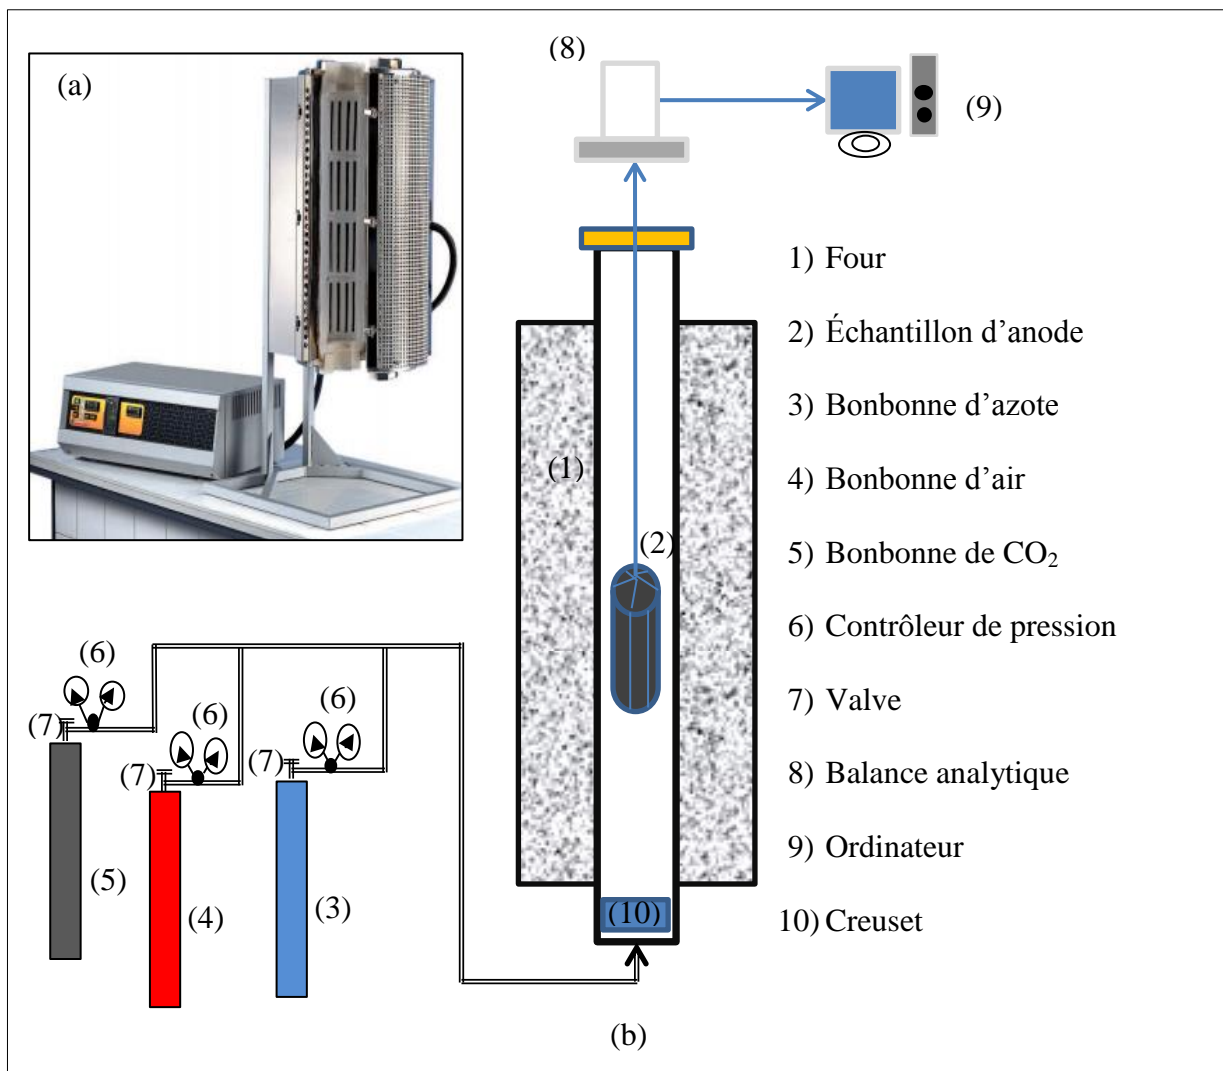 (a)
(8)
(9)
1) Four
2) Échantillon d'anode
3) Bonbonne d'azote
4) Bonbonne d'air
5) Bonbonne de CO₂
6) Contrôleur de pression
7) Valve
8) Balance analytique
9) Ordinateur
10) Creuset
(1)
(2)
(6)
(7)
(6)
(7)
(6)
(7)
(5)
(4)
(3)
(10)
(b)